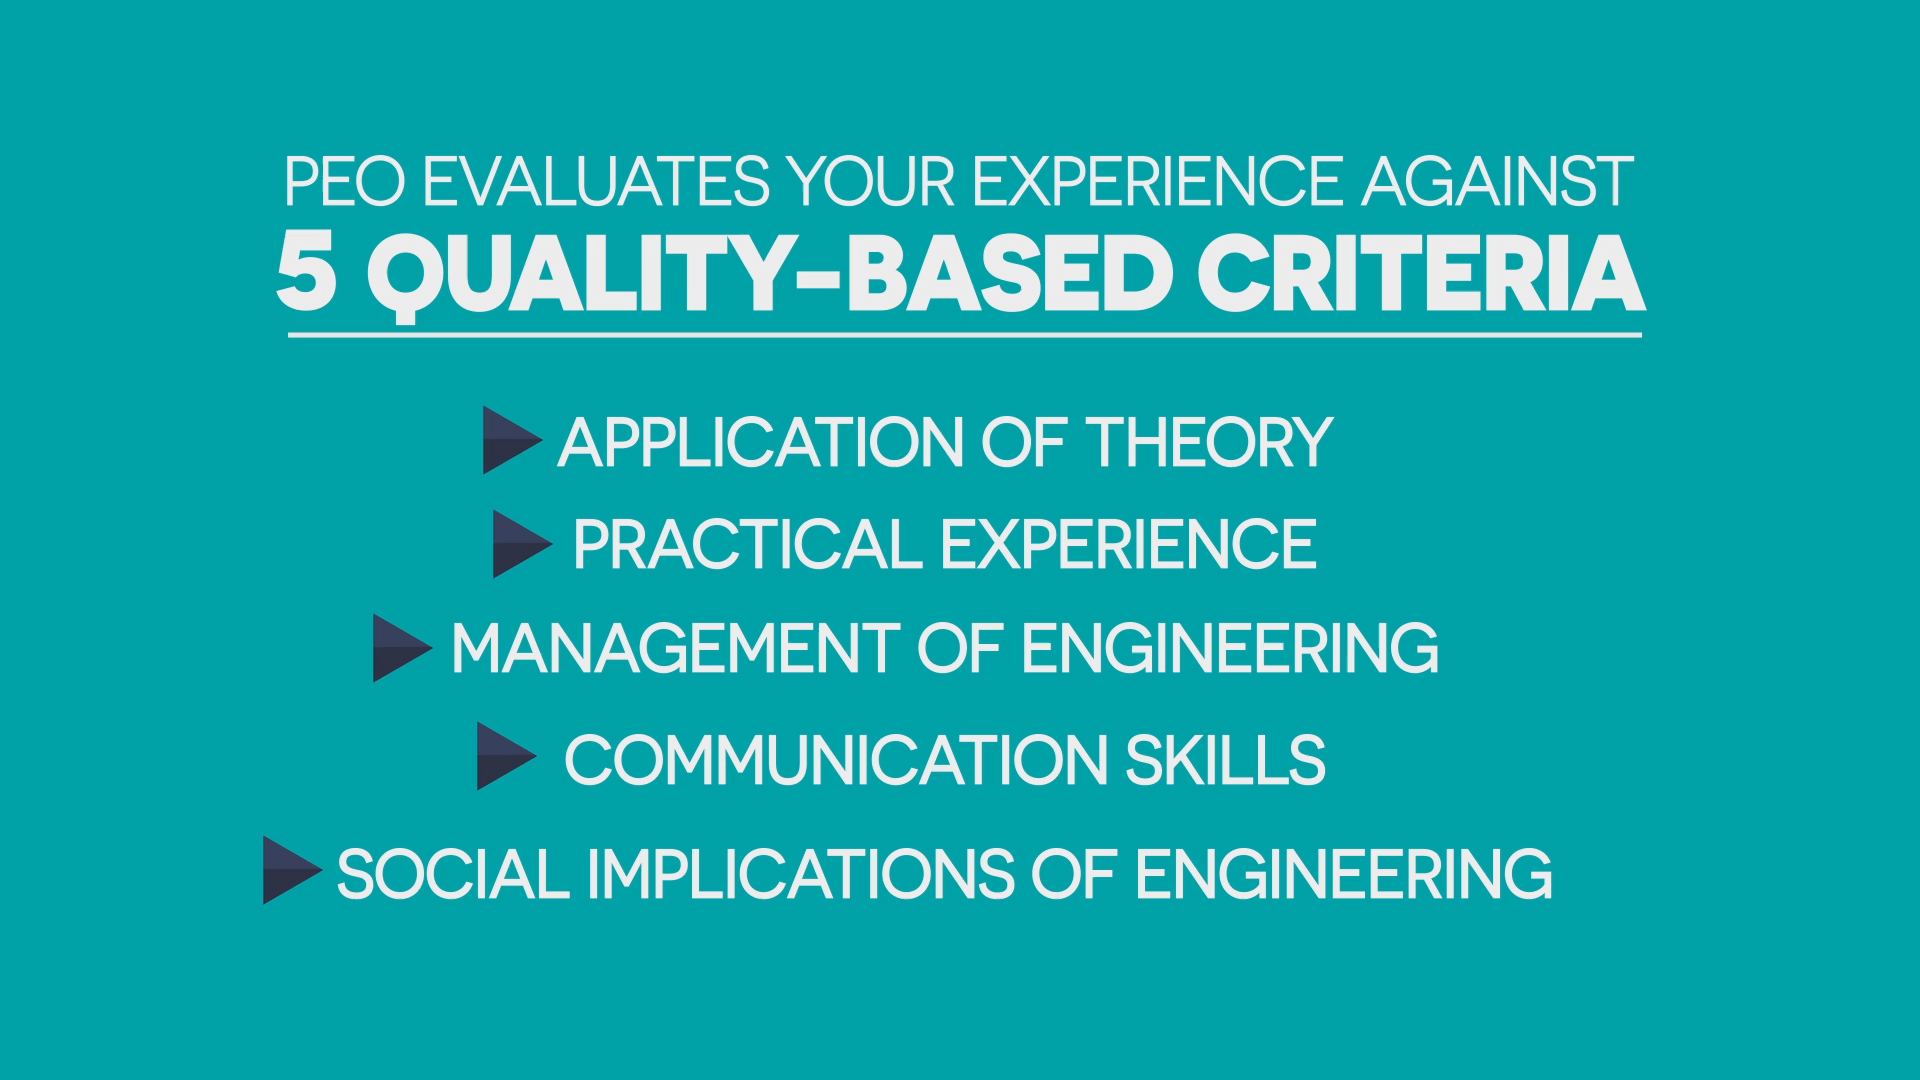 PEO EVALUATES YOUR EXPERIENCE AGAINST
5 QUALITY-BASED CRITERIA
APPLICATION OF THEORY
PRACTICAL EXPERIENCE
MANAGEMENT OF ENGINEERING
COMMUNICATION SKILLS
SOCIAL IMPLICATIONS OF ENGINEERING